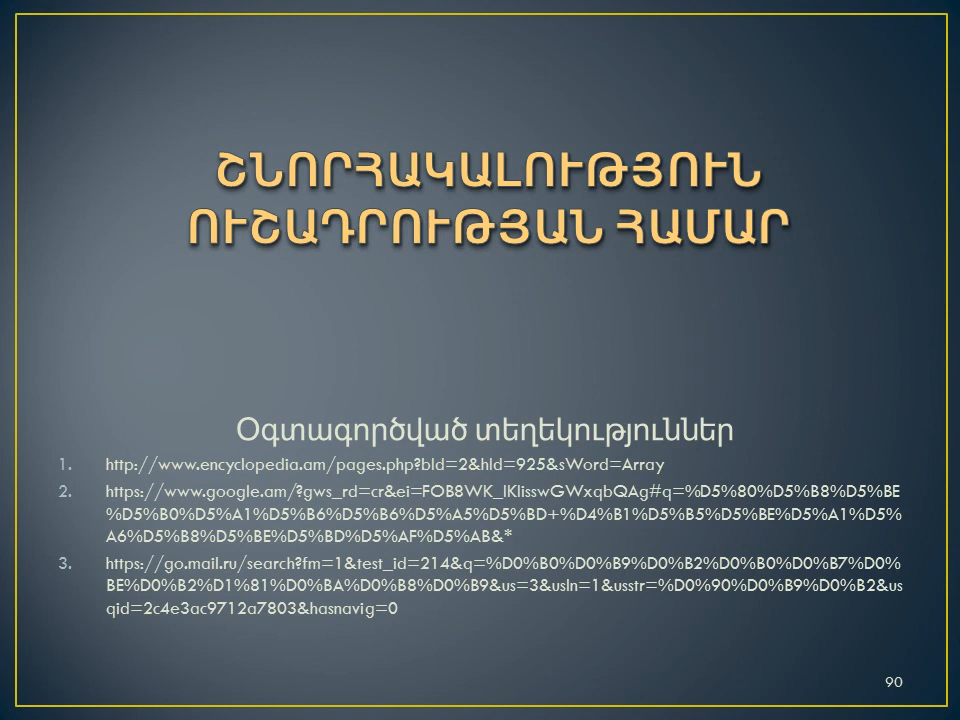 ՇՆՈՐՀԱԿԱԼՈՒԹՅՈՒՆ
ՈՒՇԱԴՐՈՒԹՅԱՆ ՀԱՄԱՐ
Օգտագործված տեղեկություններ
1. http://www.encyclopedia.am/pages.php?bId=2&hId=925&sWord=Array
2. https://www.google.am/?gws_rd=cr&ei=FOB8WK_lKIisswGWxqbQAg#q=%D5%80%D5%B8%D5%BE
%D5%B0%D5%A1%D5%B6%D5%B6%D5%A5%D5%BD+%D4%B1%D5%B5%D5%BE%D5%A1%D5%
A6%D5%B8%D5%BE%D5%BD%D5%AF%D5%AB&*
3. https://go.mail.ru/search?fm=1&test_id=214&q=%D0%B0%D0%B9%D0%B2%D0%B0%D0%B7%D0%
BE%D0%B2%D1%81%D0%BA%D0%B8%D0%B9&us=3&usln=1&usstr=%D0%90%D0%B9%D0%B2&us
qid=2c4e3ac9712a7803&hasnavig=0
90